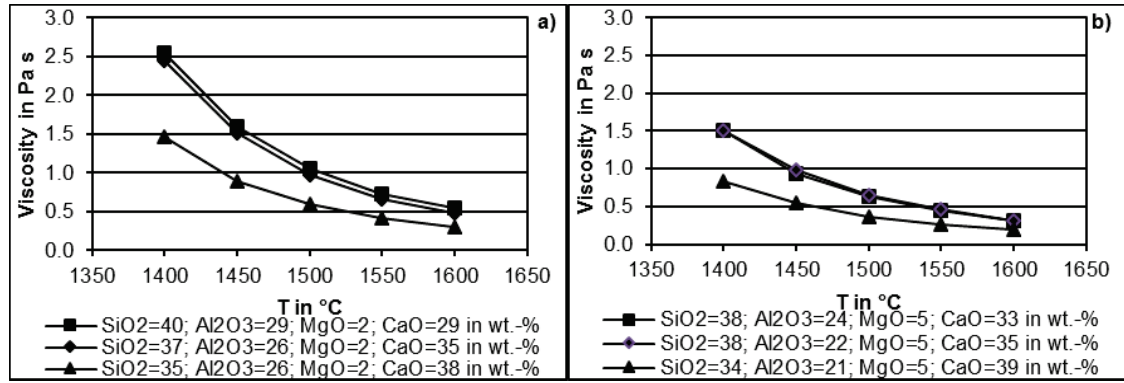 3.0
a)
2.5
2.0
1.5
1.0
0.5
0.0
Viscosity in Pa s
1350 1400 1450 1500 1550 1600 1650
T in °C
SiO2=40; Al2O3=29; MgO=2; CaO=29 in wt.-%
SiO2=37; Al2O3=26; MgO=2; CaO=35 in wt.-%
SiO2=35; Al2O3=26; MgO=2; CaO=38 in wt.-%
3.0
b)
2.5
2.0
1.5
1.0
0.5
0.0
Viscosity in Pa s
1350 1400 1450 1500 1550 1600 1650
T in °C
SiO2=38; Al2O3=24; MgO=5; CaO=33 in wt.-%
SiO2=38; Al2O3=22; MgO=5; CaO=35 in wt.-%
SiO2=34; Al2O3=21; MgO=5; CaO=39 in wt.-%